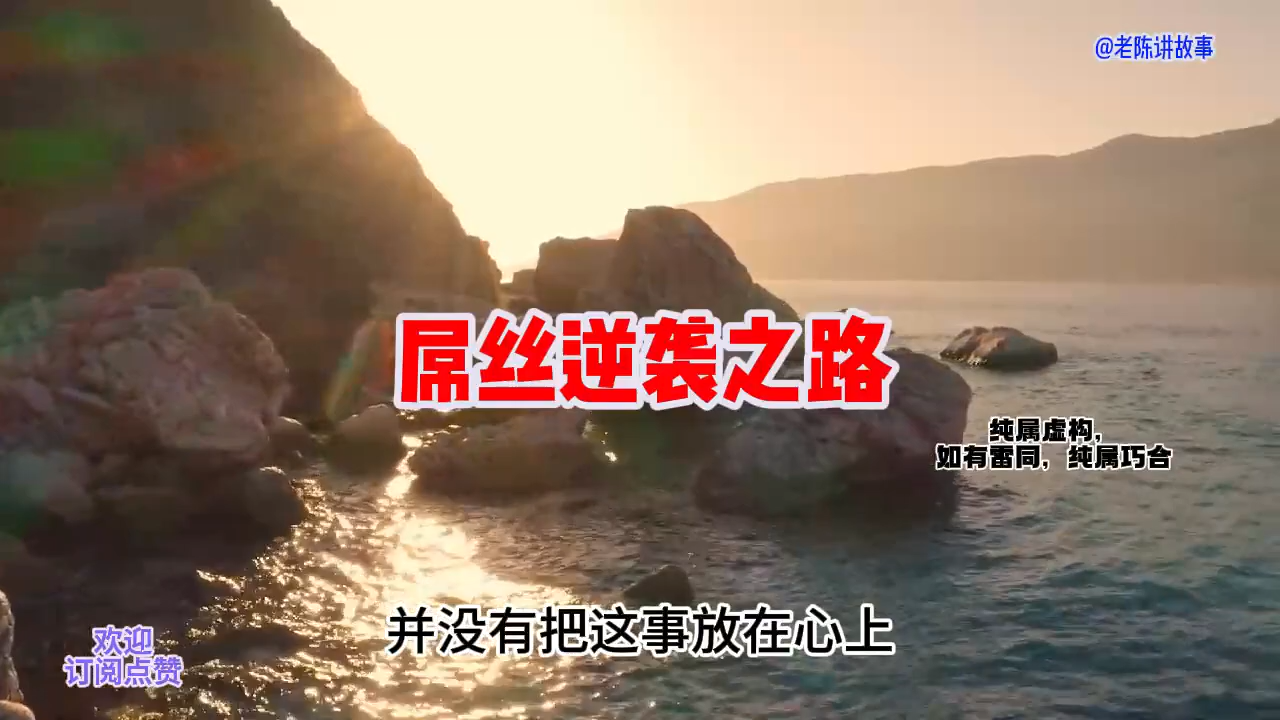 @老陈讲故事
屌丝逆袭之路
纯属虚构，
如有雷同，纯属巧合
并没有把这事放在心上
欢迎
订阅点赞